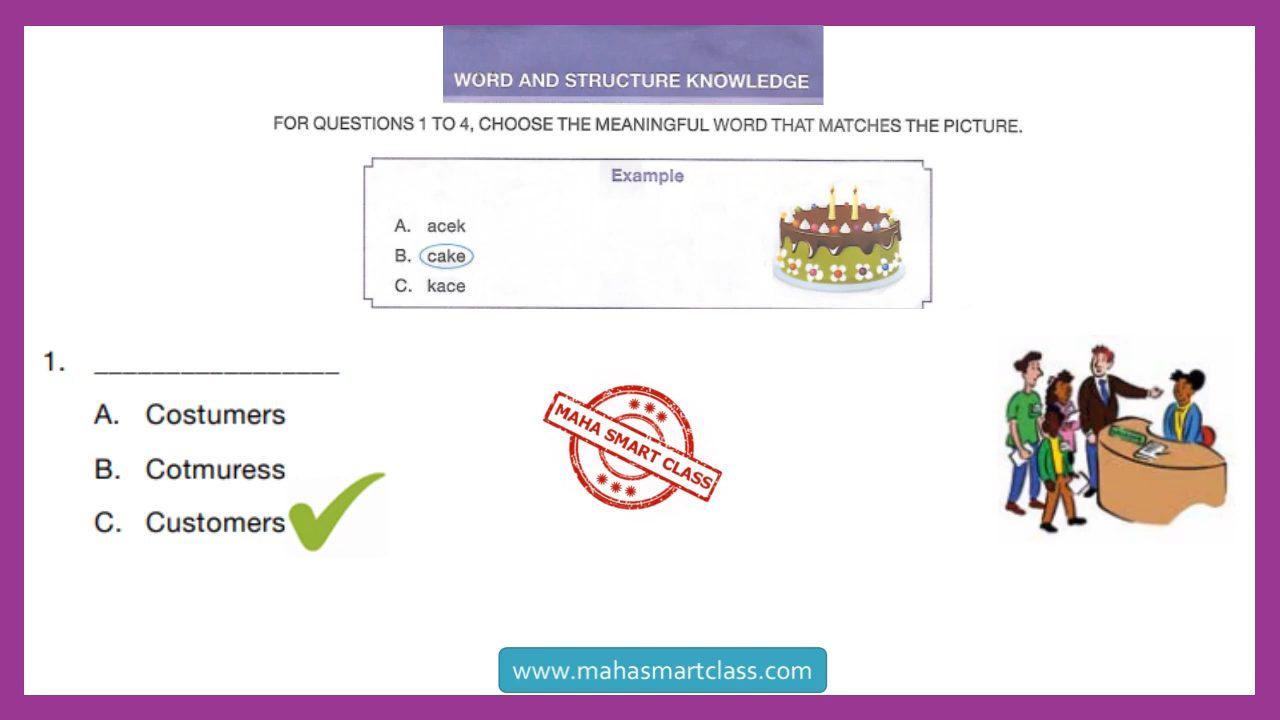 WORD AND STRUCTURE KNOWLEDGE
FOR QUESTIONS 1 TO 4, CHOOSE THE MEANINGFUL WORD THAT MATCHES THE PICTURE.
Example
A. acek
B. cake
C. kace
1. _________________
A. Costumers
B. Cotmuress
C. Customers
MAHA SMART CLASS
www.mahasmartclass.com